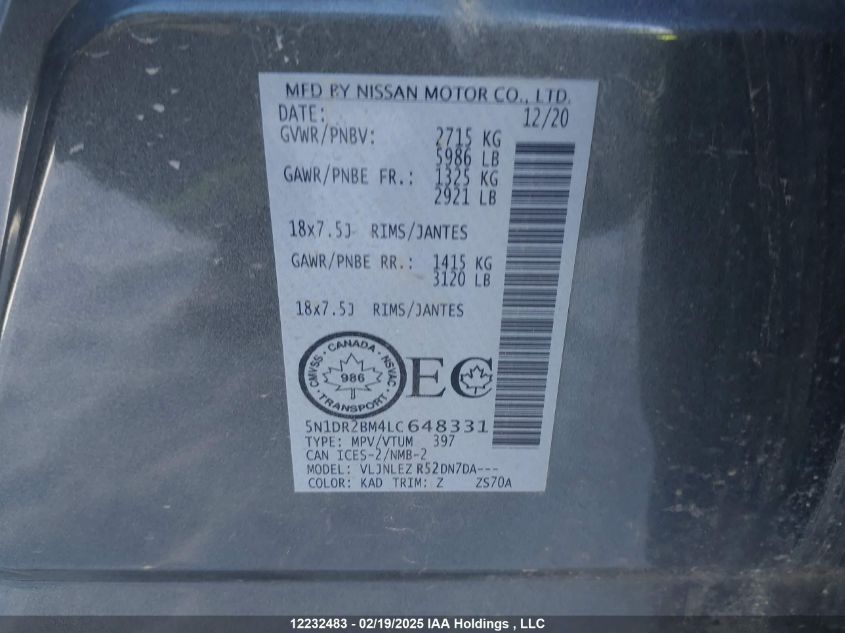 MFD BY NISSAN MOTOR CO., LTD.
DATE: 12/20
GVWR/PNBV: 2715 KG
5986 LB
GAWR/PNBE FR.: 1325 KG
2921 LB
18x7.5J RIMS/JANTES
GAWR/PNBE RR.: 1415 KG
3120 LB
18x7.5J RIMS/JANTES
CMVSS · CANADA · NSVAC
986
TRANSPORT
EC
5N1DR2BM4LC648331
TYPE: MPV/VTUM 397
CAN ICES-2/NMB-2
MODEL: VLJNLEZ R52DN7DA---
COLOR: KAD TRIM: Z ZS70A
12232483 - 02/19/2025 IAA Holdings , LLC